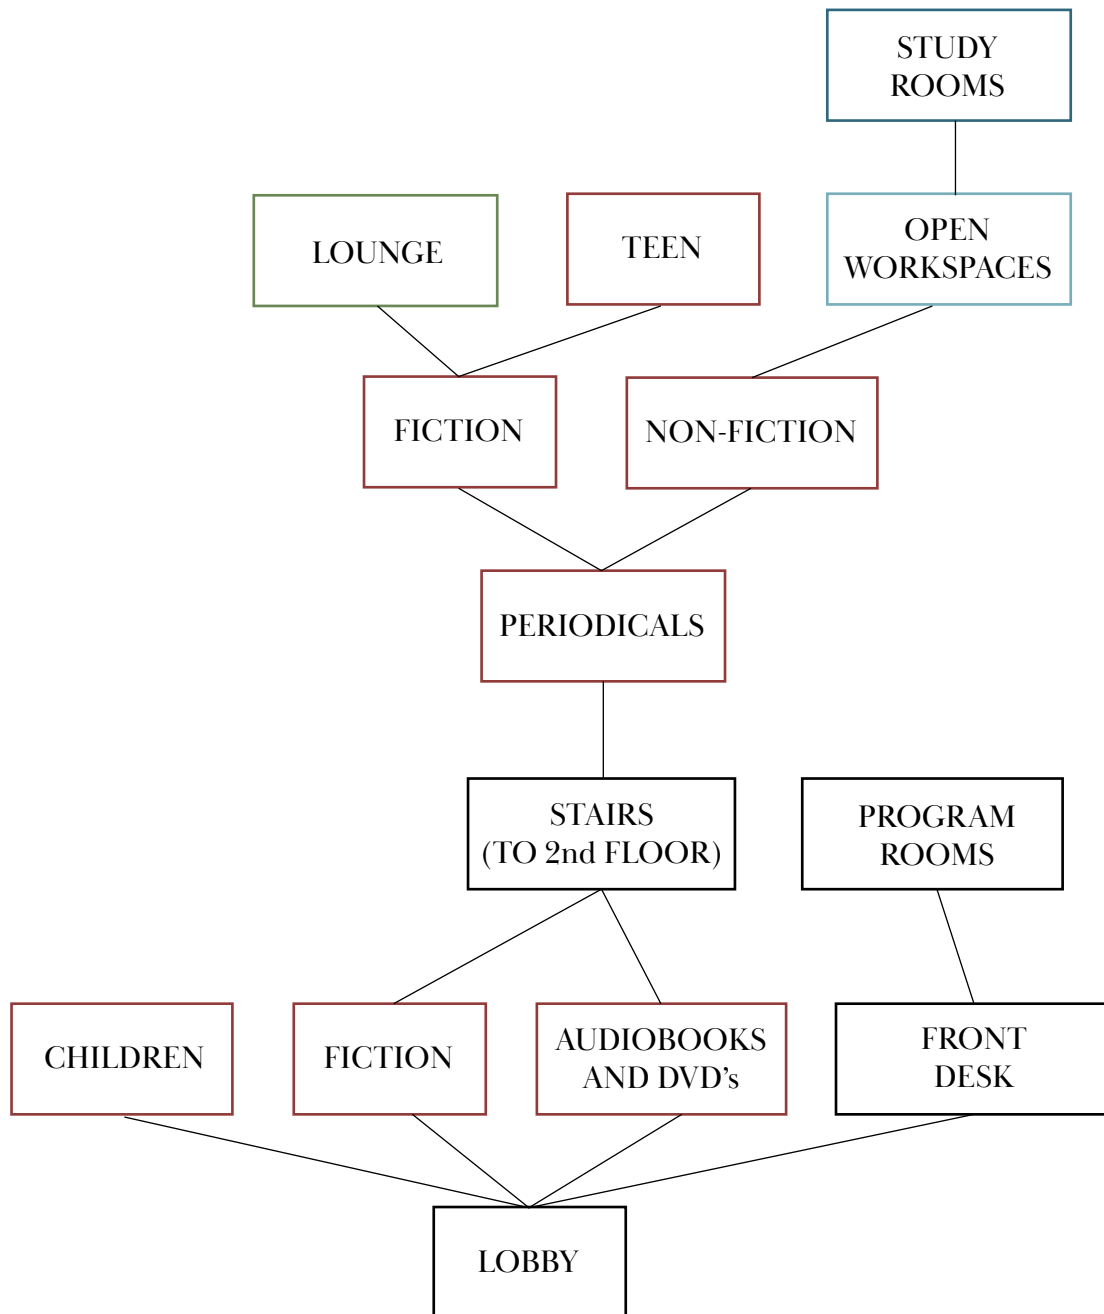 STUDY
ROOMS
LOUNGE
TEEN
OPEN
WORKSPACES
FICTION
NON-FICTION
PERIODICALS
STAIRS
(TO 2nd FLOOR)
PROGRAM
ROOMS
CHILDREN
FICTION
AUDIOBOOKS
AND DVD's
FRONT
DESK
LOBBY